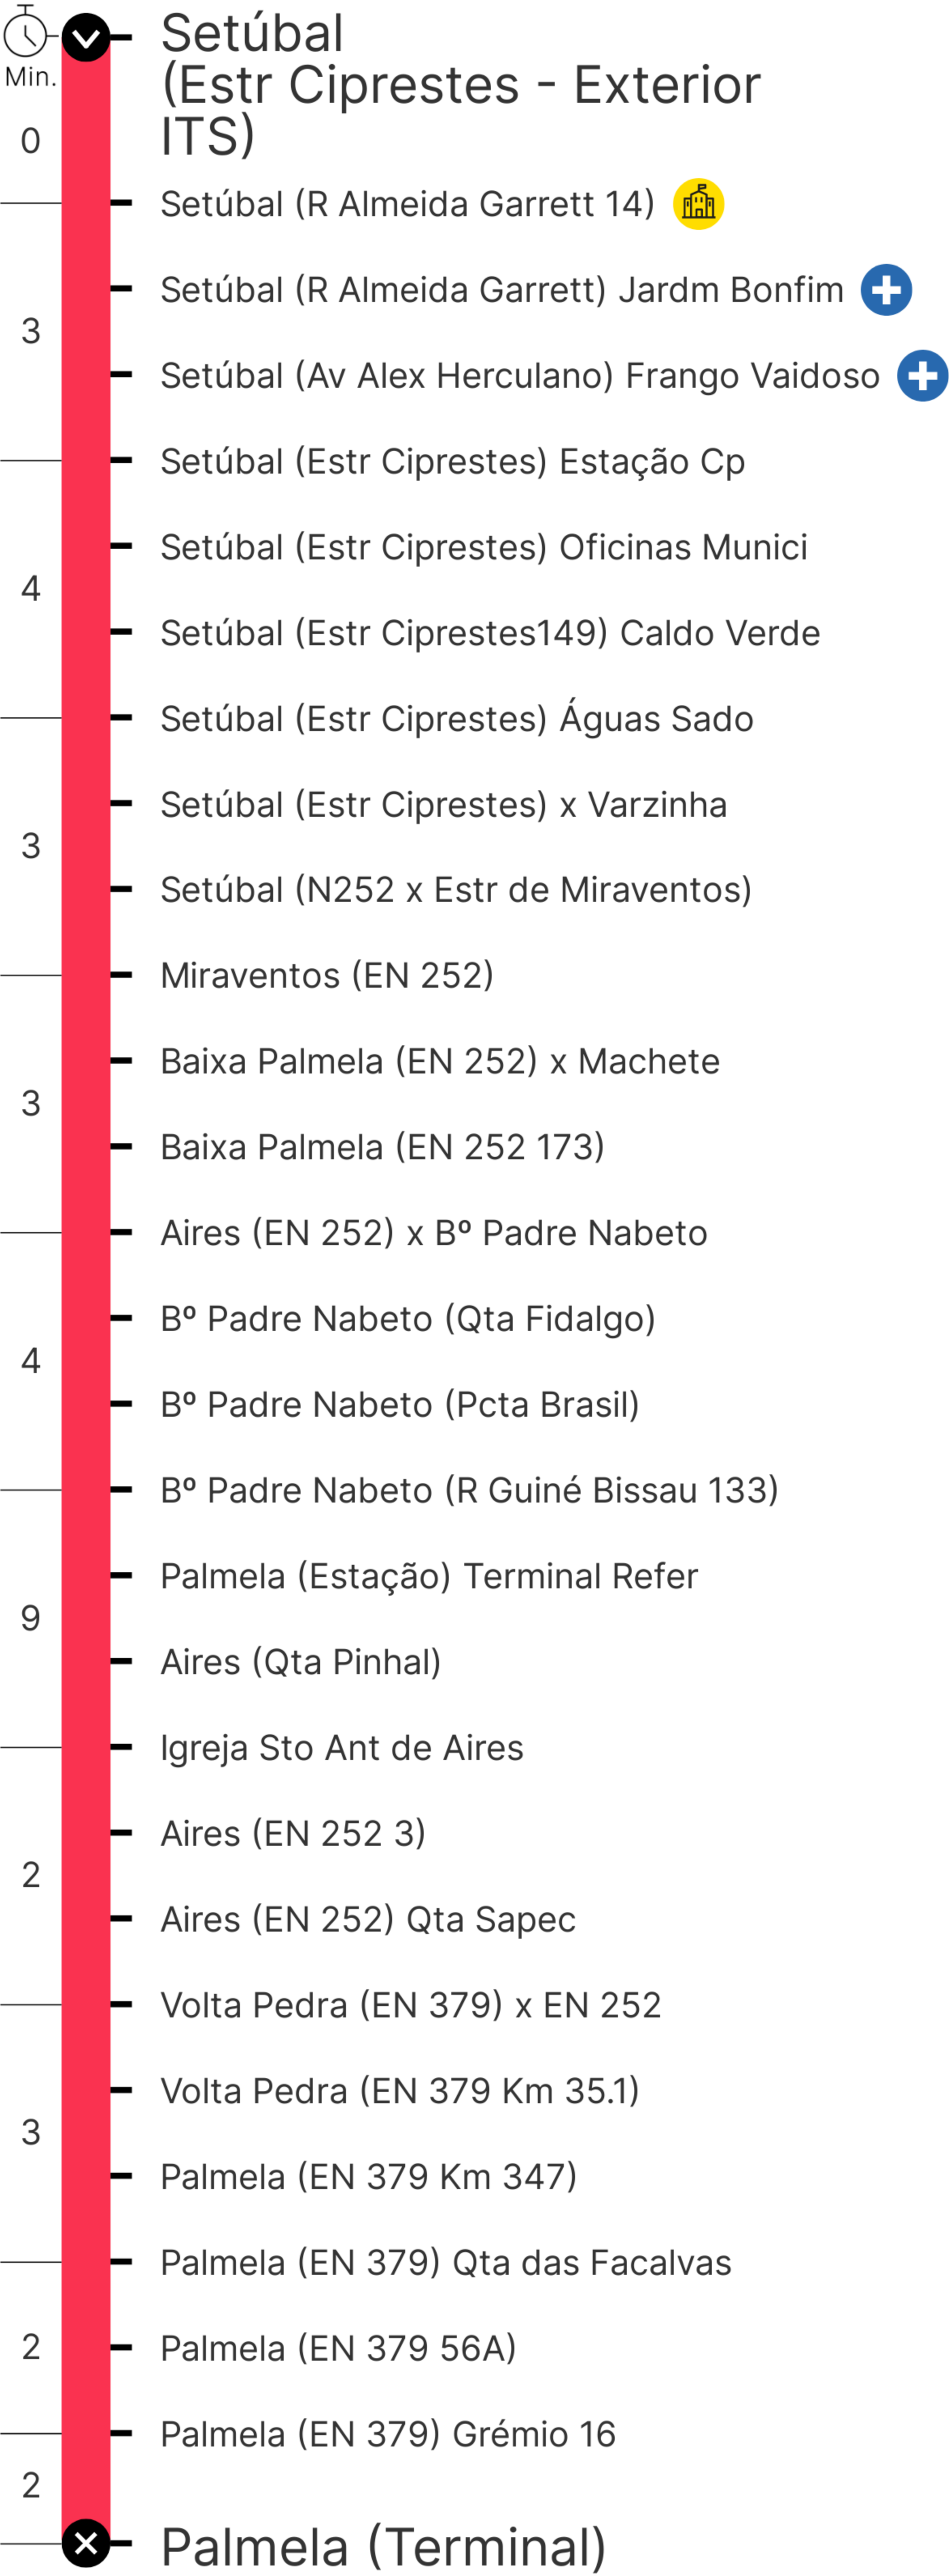 Setúbal
(Estr Ciprestes - Exterior
ITS)
Min.
0
Setúbal (R Almeida Garrett 14)
Setúbal (R Almeida Garrett) Jardm Bonfim
3
Setúbal (Av Alex Herculano) Frango Vaidoso
Setúbal (Estr Ciprestes) Estação Cp
Setúbal (Estr Ciprestes) Oficinas Munici
4
Setúbal (Estr Ciprestes149) Caldo Verde
Setúbal (Estr Ciprestes) Águas Sado
Setúbal (Estr Ciprestes) x Varzinha
3
Setúbal (N252 x Estr de Miraventos)
Miraventos (EN 252)
Baixa Palmela (EN 252) x Machete
3
Baixa Palmela (EN 252 173)
Aires (EN 252) x Bº Padre Nabeto
Bº Padre Nabeto (Qta Fidalgo)
4
Bº Padre Nabeto (Pcta Brasil)
Bº Padre Nabeto (R Guiné Bissau 133)
Palmela (Estação) Terminal Refer
9
Aires (Qta Pinhal)
Igreja Sto Ant de Aires
Aires (EN 252 3)
2
Aires (EN 252) Qta Sapec
Volta Pedra (EN 379) x EN 252
Volta Pedra (EN 379 Km 35.1)
3
Palmela (EN 379 Km 347)
Palmela (EN 379) Qta das Facalvas
2
Palmela (EN 379 56A)
Palmela (EN 379) Grémio 16
2
Palmela (Terminal)